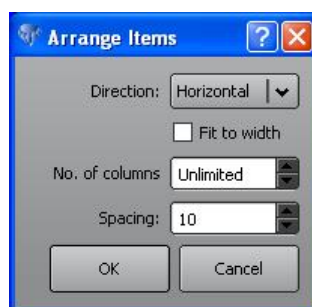 Arrange Items ?
Direction: Horizontal
Fit to width
No. of columns Unlimited
Spacing: 10
OK Cancel